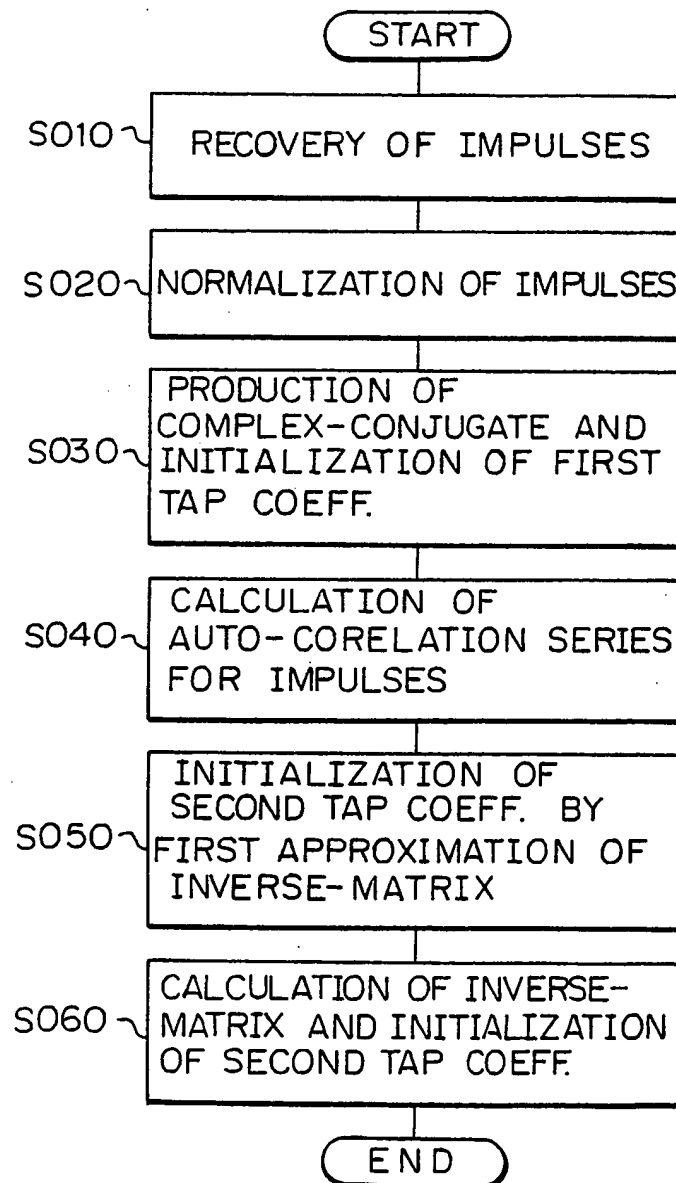 START
S010
RECOVERY OF IMPULSES
S020
NORMALIZATION OF IMPULSES
S030
PRODUCTION OF
COMPLEX-CONJUGATE AND
INITIALIZATION OF FIRST
TAP COEFF.
S040
CALCULATION OF
AUTO-CORELATION SERIES
FOR IMPULSES
S050
INITIALIZATION OF
SECOND TAP COEFF. BY
FIRST APPROXIMATION OF
INVERSE-MATRIX
S060
CALCULATION OF INVERSE-
MATRIX AND INITIALIZATION
OF SECOND TAP COEFF.
END